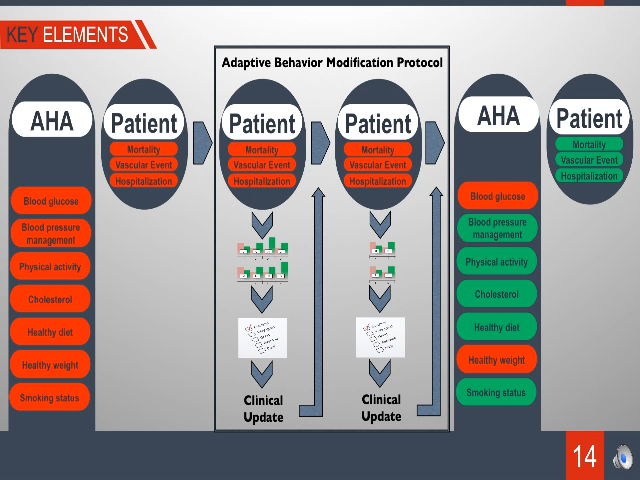 KEY ELEMENTS
Adaptive Behavior Modification Protocol
AHA
Blood glucose
Blood pressure
management
Physical activity
Cholesterol
Healthy diet
Healthy weight
Smoking status
Patient
Mortality
Vascular Event
Hospitalization
Patient
Mortality
Vascular Event
Hospitalization
Clinical
Update
Patient
Mortality
Vascular Event
Hospitalization
Clinical
Update
AHA
Blood glucose
Blood pressure
management
Physical activity
Cholesterol
Healthy diet
Healthy weight
Smoking status
Patient
Mortality
Vascular Event
Hospitalization
14